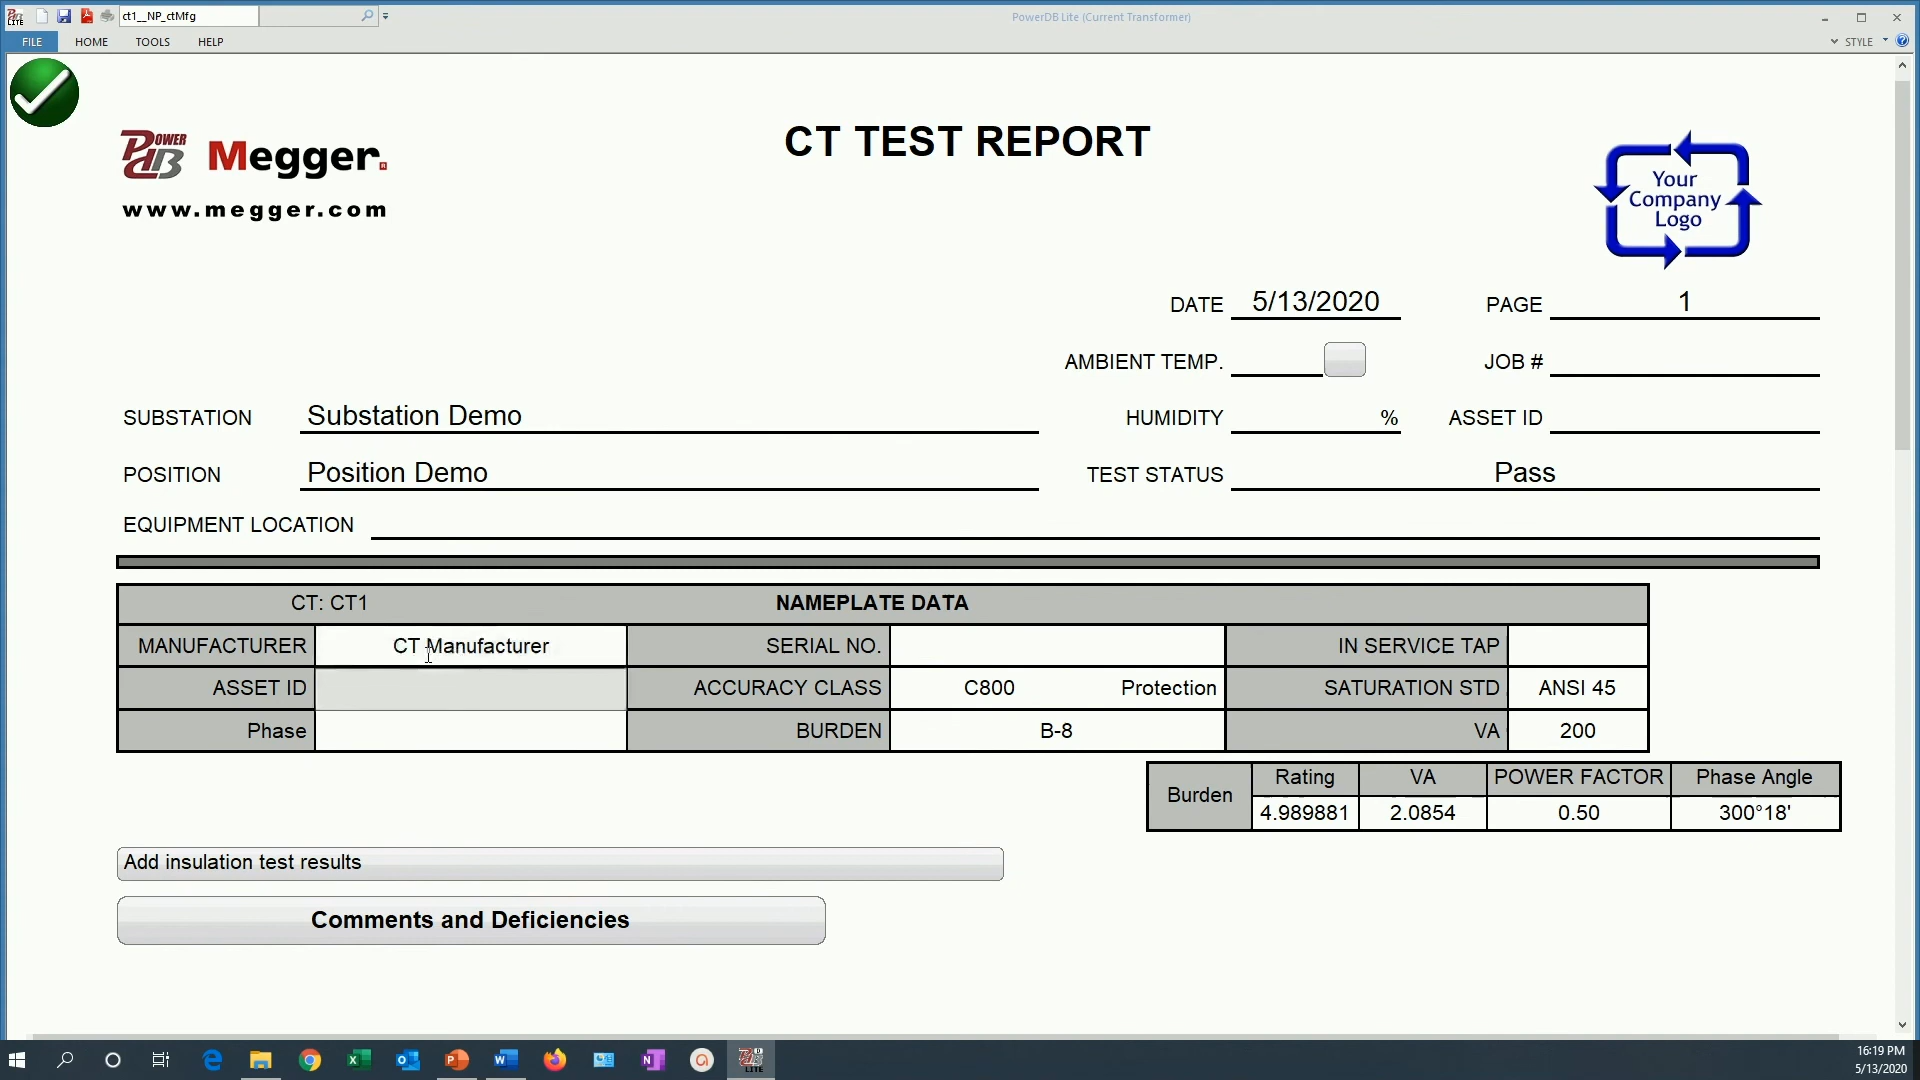 ct1__NP_ctMfg
PowerDB Lite (Current Transformer)
FILE HOME TOOLS HELP STYLE
POWER DB Megger.
www.megger.com
CT TEST REPORT
Your
Company
Logo
DATE 5/13/2020 PAGE 1
AMBIENT TEMP. JOB #
SUBSTATION Substation Demo HUMIDITY % ASSET ID
POSITION Position Demo TEST STATUS Pass
EQUIPMENT LOCATION
CT: CT1 NAMEPLATE DATA
MANUFACTURER CT Manufacturer SERIAL NO. IN SERVICE TAP
ASSET ID ACCURACY CLASS C800 Protection SATURATION STD ANSI 45
Phase BURDEN B-8 VA 200
Burden Rating VA POWER FACTOR Phase Angle
4.989881 2.0854 0.50 300°18'
Add insulation test results
Comments and Deficiencies
16:19 PM
5/13/2020